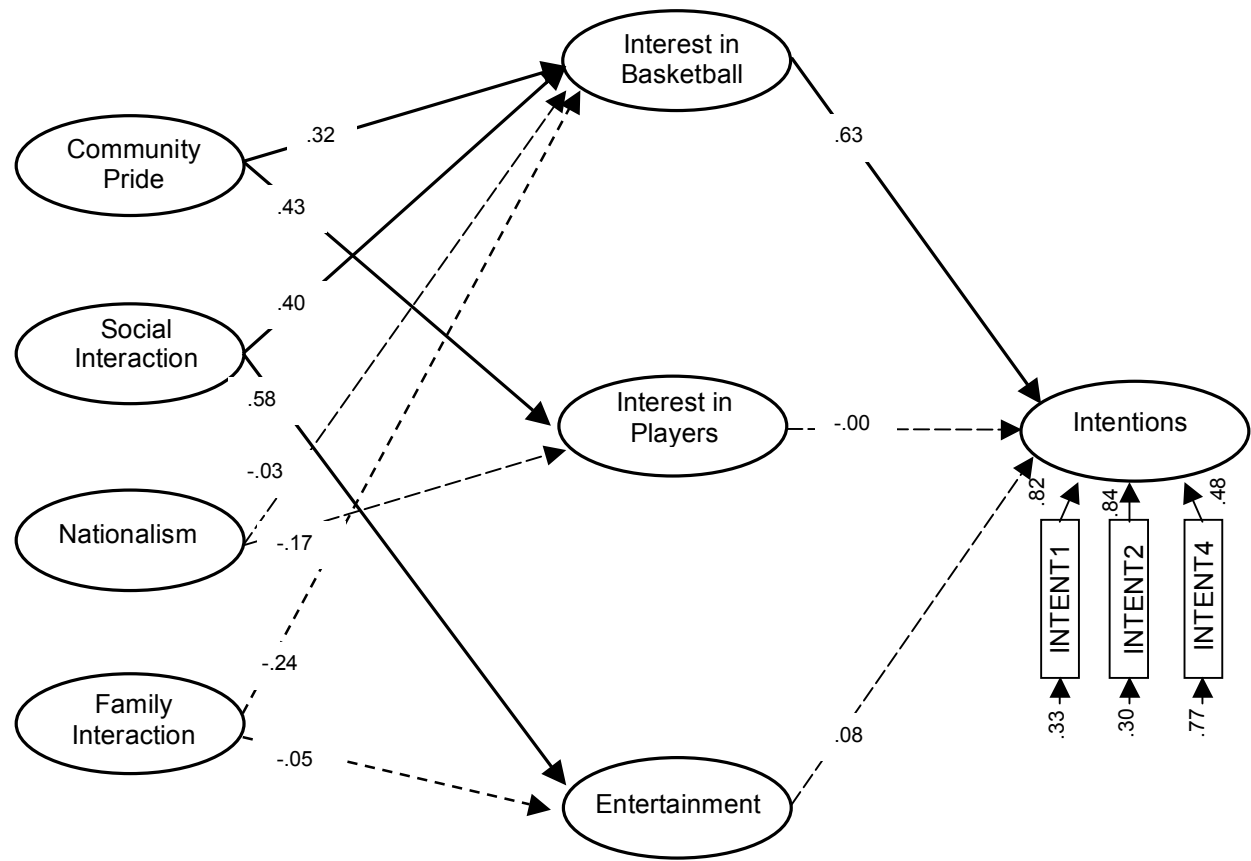 Interest in
Basketball
.32
.63
Community
Pride
.43
.40
Social
Interaction
.58
Interest in
Players
-.00
Intentions
-.03
.82
.84
.48
Nationalism
-.17
INTENT1
INTENT2
INTENT4
-.24
Family
Interaction
.33
.30
.77
.08
-.05
Entertainment